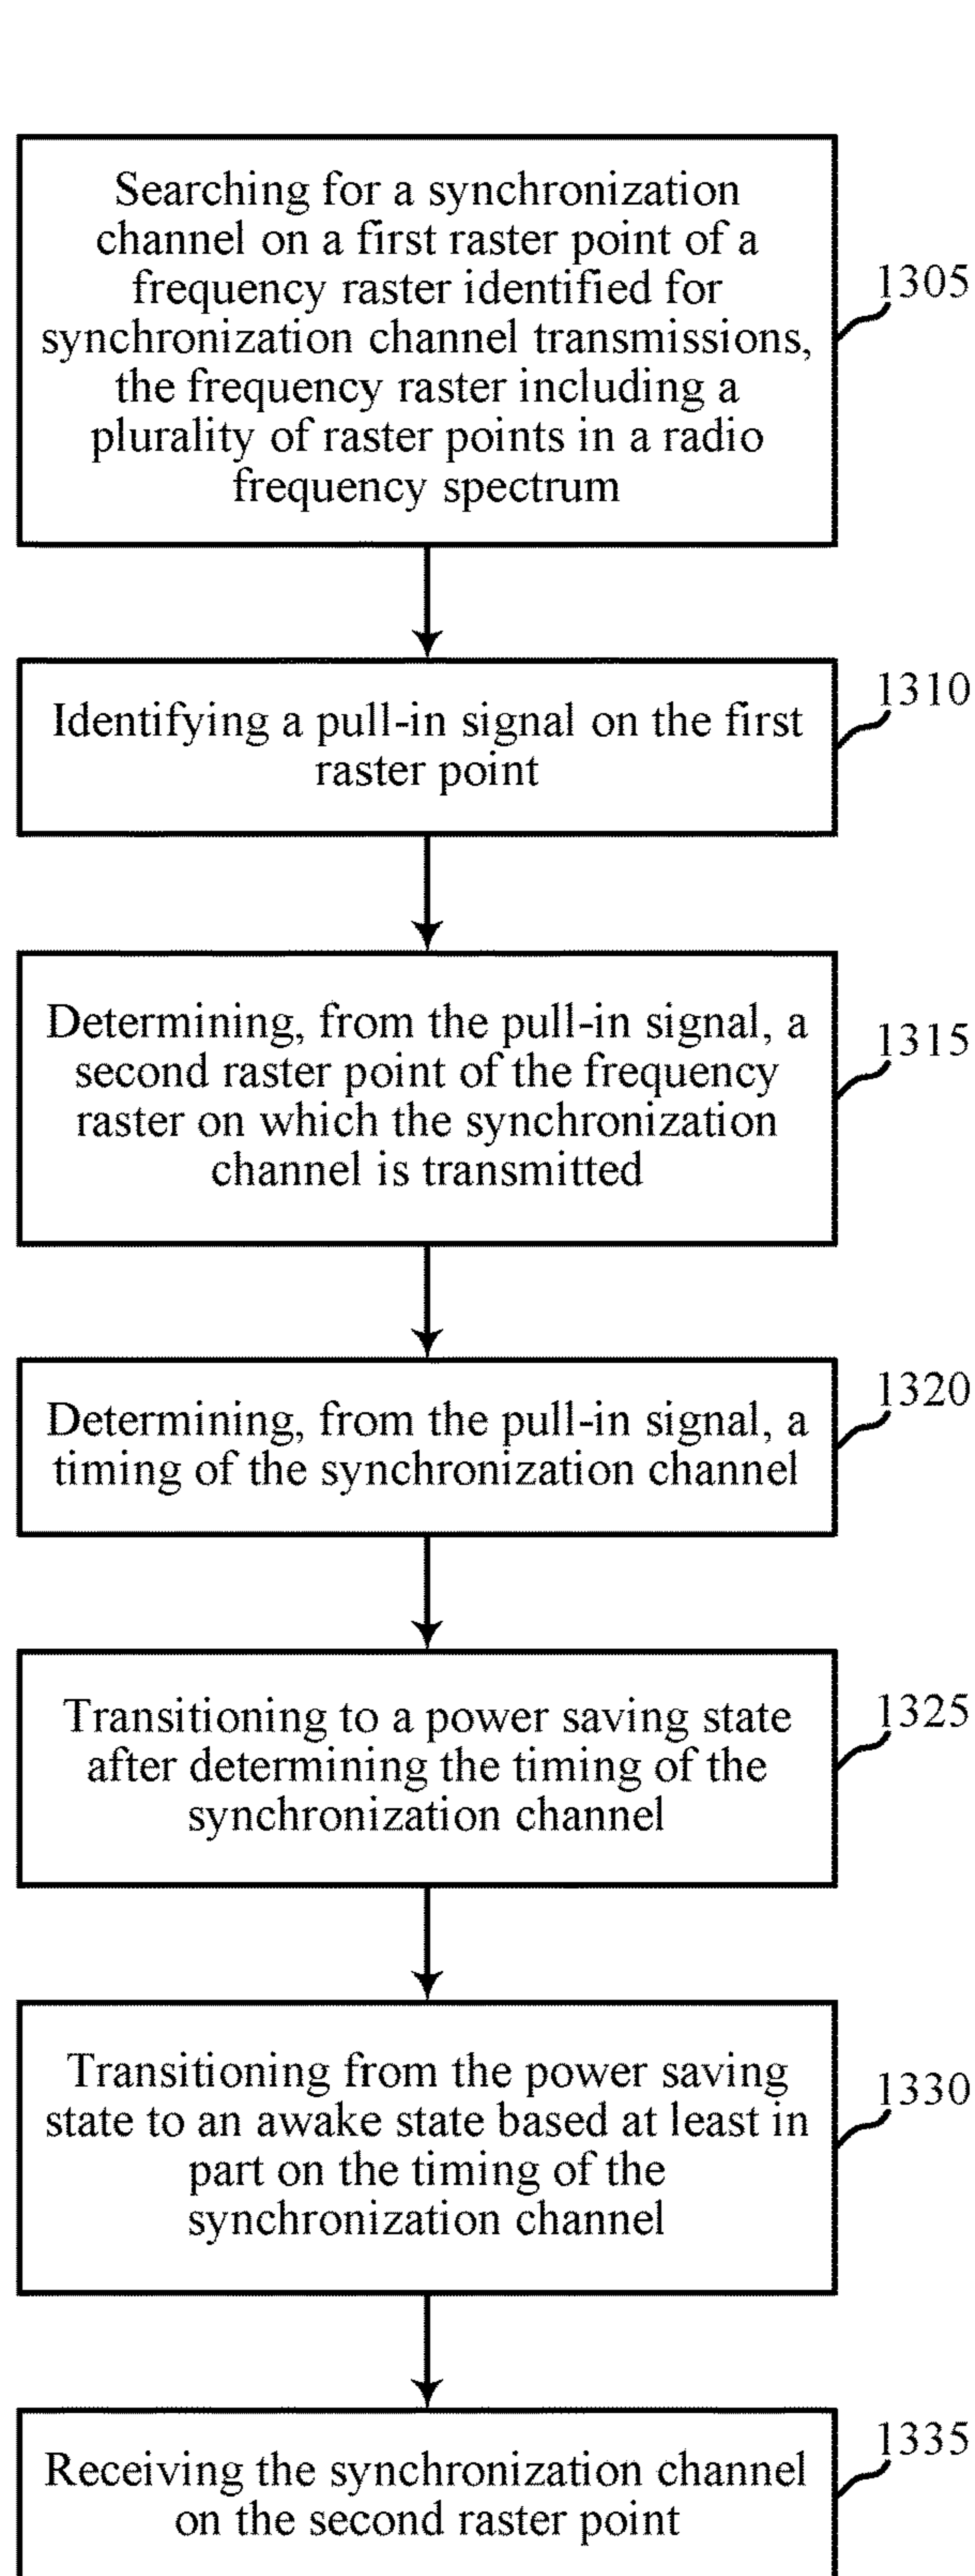 Searching for a synchronization
channel on a first raster point of a
frequency raster identified for
synchronization channel transmissions,
the frequency raster including a
plurality of raster points in a radio
frequency spectrum
1305
Identifying a pull-in signal on the first
raster point
1310
Determining, from the pull-in signal, a
second raster point of the frequency
raster on which the synchronization
channel is transmitted
1315
Determining, from the pull-in signal, a
timing of the synchronization channel
1320
Transitioning to a power saving state
after determining the timing of the
synchronization channel
1325
Transitioning from the power saving
state to an awake state based at least in
part on the timing of the
synchronization channel
1330
Receiving the synchronization channel
on the second raster point
1335